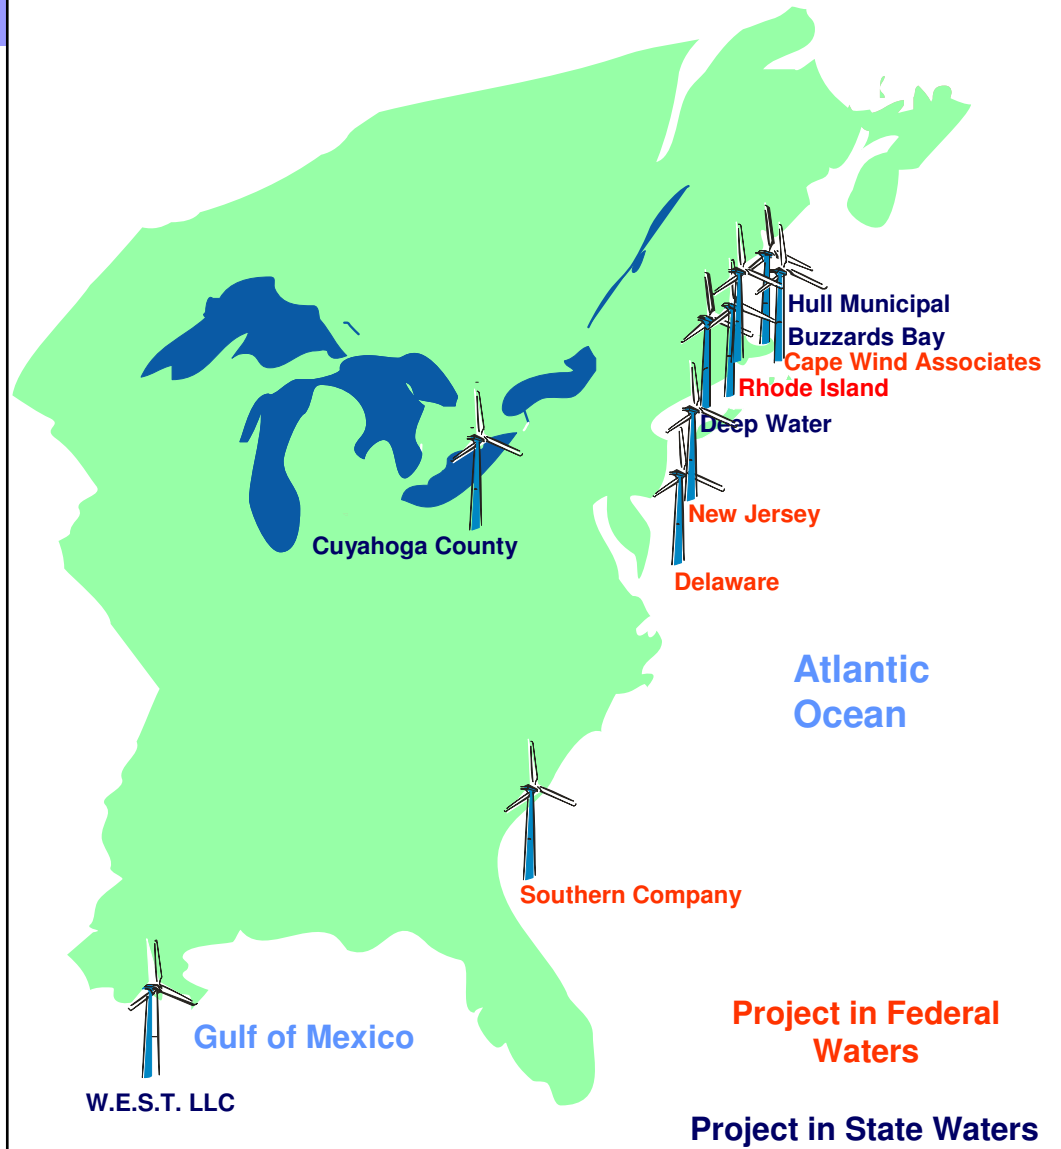 Hull Municipal
Buzzards Bay
Cape Wind Associates
Rhode Island
Deep Water
New Jersey
Cuyahoga County
Delaware
Atlantic
Ocean
Southern Company
Project in Federal
Waters
Gulf of Mexico
W.E.S.T. LLC
Project in State Waters